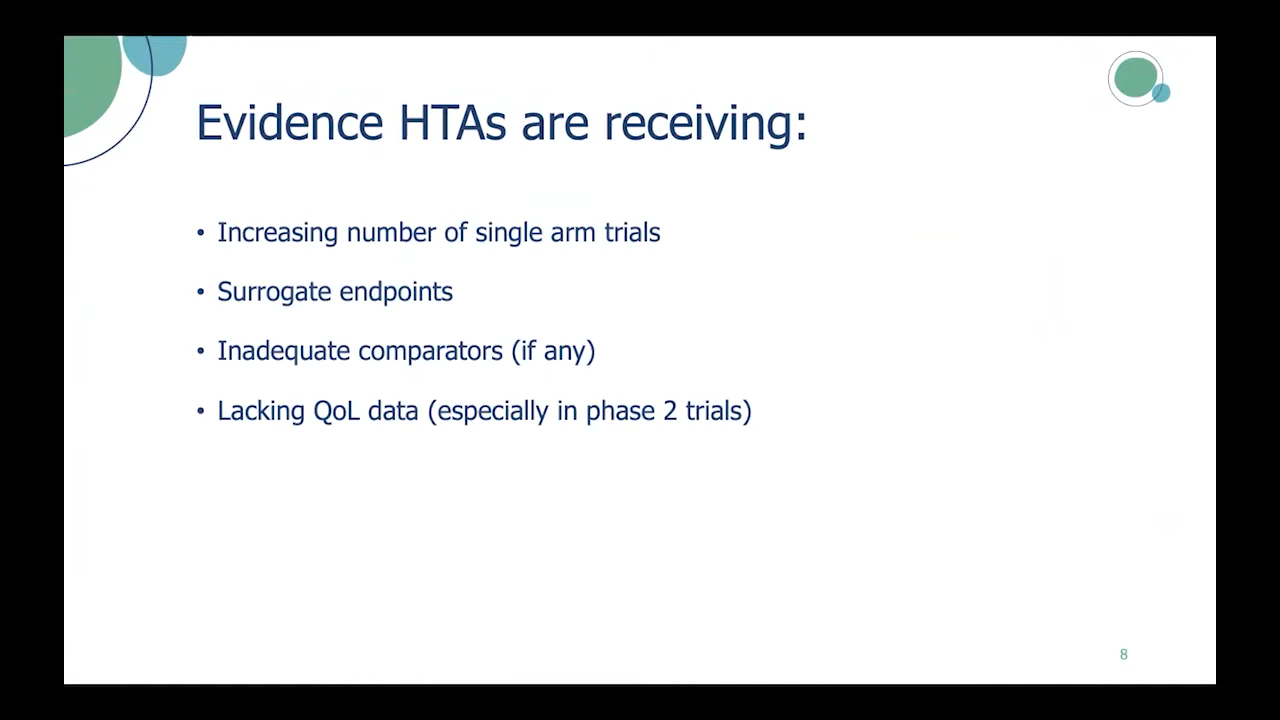 Evidence HTAs are receiving:
• Increasing number of single arm trials
• Surrogate endpoints
• Inadequate comparators (if any)
• Lacking QoL data (especially in phase 2 trials)
8